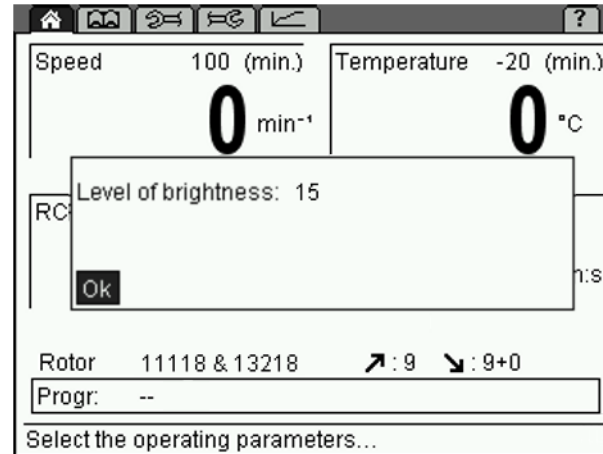 ?
Speed 100 (min.)
0 min⁻¹
Temperature -20 (min.)
0 °C
Level of brightness: 15
Ok
Rotor 11118 & 13218 ↗ : 9 ↘ : 9+0
Progr: --
Select the operating parameters...